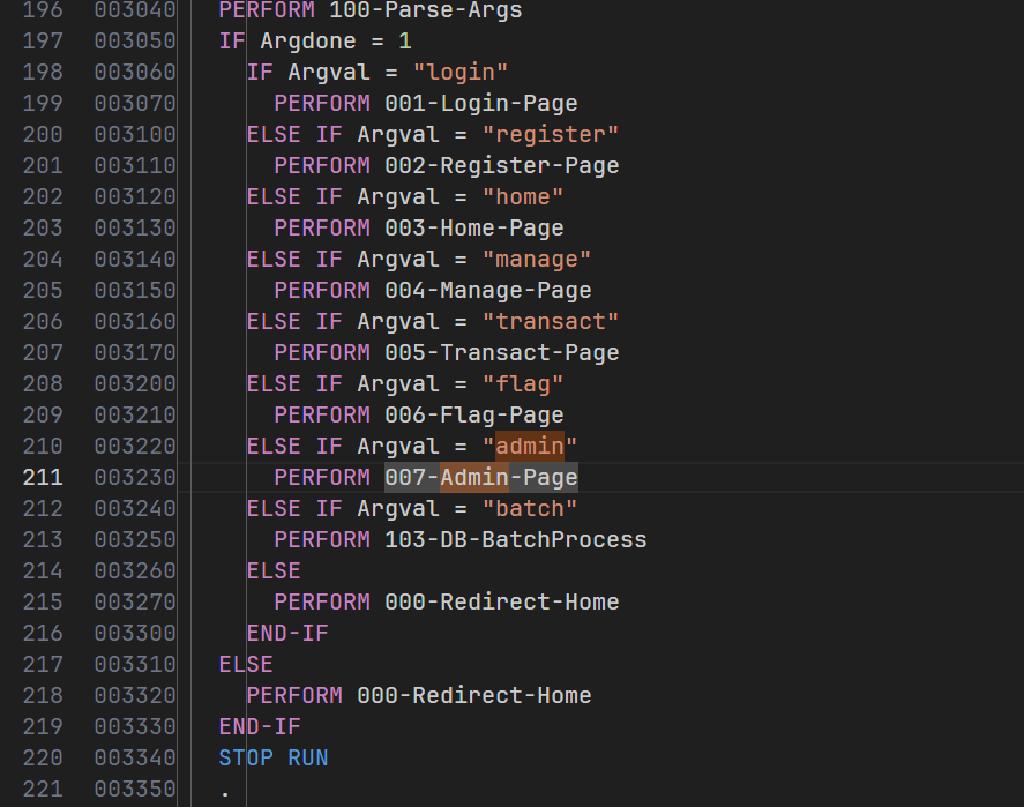 196 003040 PERFORM 100-Parse-Args
197 003050 IF Argdone = 1
198 003060 IF Argval = "login"
199 003070 PERFORM 001-Login-Page
200 003100 ELSE IF Argval = "register"
201 003110 PERFORM 002-Register-Page
202 003120 ELSE IF Argval = "home"
203 003130 PERFORM 003-Home-Page
204 003140 ELSE IF Argval = "manage"
205 003150 PERFORM 004-Manage-Page
206 003160 ELSE IF Argval = "transact"
207 003170 PERFORM 005-Transact-Page
208 003200 ELSE IF Argval = "flag"
209 003210 PERFORM 006-Flag-Page
210 003220 ELSE IF Argval = "admin"
211 003230 PERFORM 007-Admin-Page
212 003240 ELSE IF Argval = "batch"
213 003250 PERFORM 103-DB-BatchProcess
214 003260 ELSE
215 003270 PERFORM 000-Redirect-Home
216 003300 END-IF
217 003310 ELSE
218 003320 PERFORM 000-Redirect-Home
219 003330 END-IF
220 003340 STOP RUN
221 003350 .